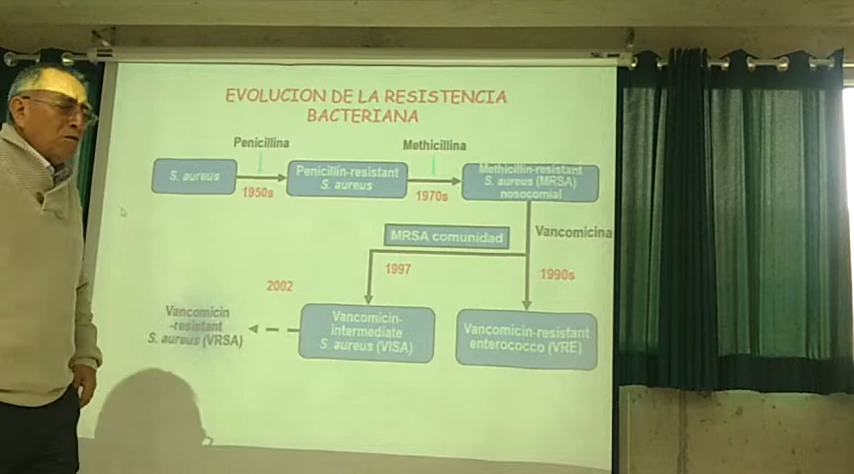 EVOLUCION DE LA RESISTENCIA
BACTERIANA
Penicillina
Methicillina
S. aureus
1950s
Penicillin-resistant
S. aureus
1970s
Methicillin-resistant
S. aureus (MRSA)
nosocomial
MRSA comunidad
Vancomicina
1997
1990s
2002
Vancomicin
-resistant
S. aureus (VRSA)
Vancomicin-
intermediate
S. aureus (VISA)
Vancomicin-resistant
enterococco (VRE)